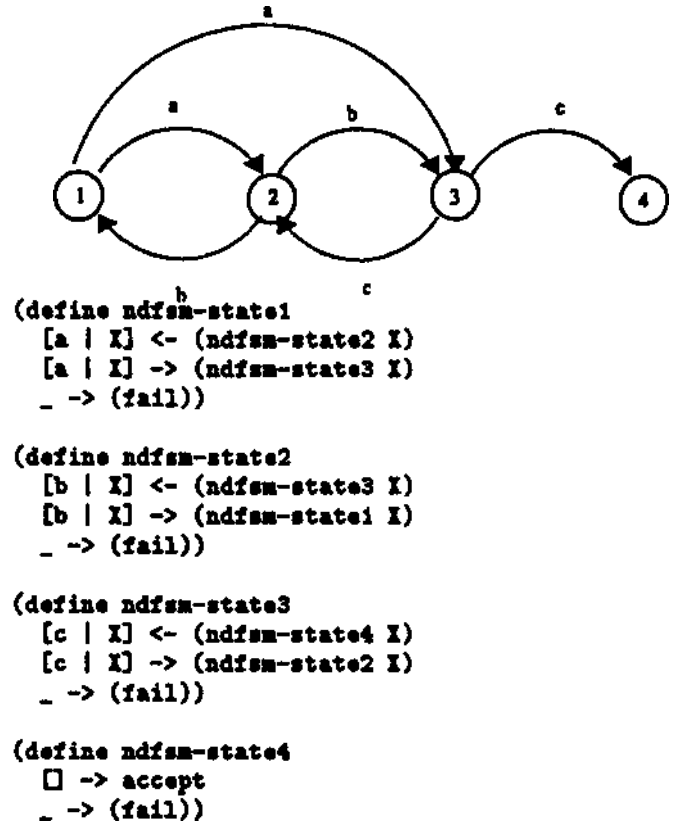 a
a
b
c
1
2
3
4
b
c
(define ndfsm-state1
[a | X] <- (ndfsm-state2 X)
[a | X] -> (ndfsm-state3 X)
_ -> (fail))
(define ndfsm-state2
[b | X] <- (ndfsm-state3 X)
[b | X] -> (ndfsm-state1 X)
_ -> (fail))
(define ndfsm-state3
[c | X] <- (ndfsm-state4 X)
[c | X] -> (ndfsm-state2 X)
_ -> (fail))
(define ndfsm-state4
[] -> accept
_ -> (fail))